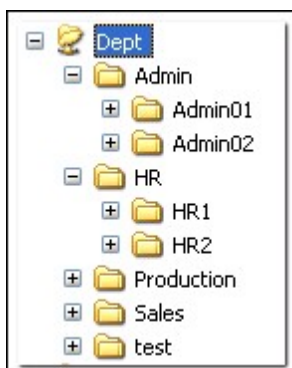 Dept
Admin
Admin01
Admin02
HR
HR1
HR2
Production
Sales
test